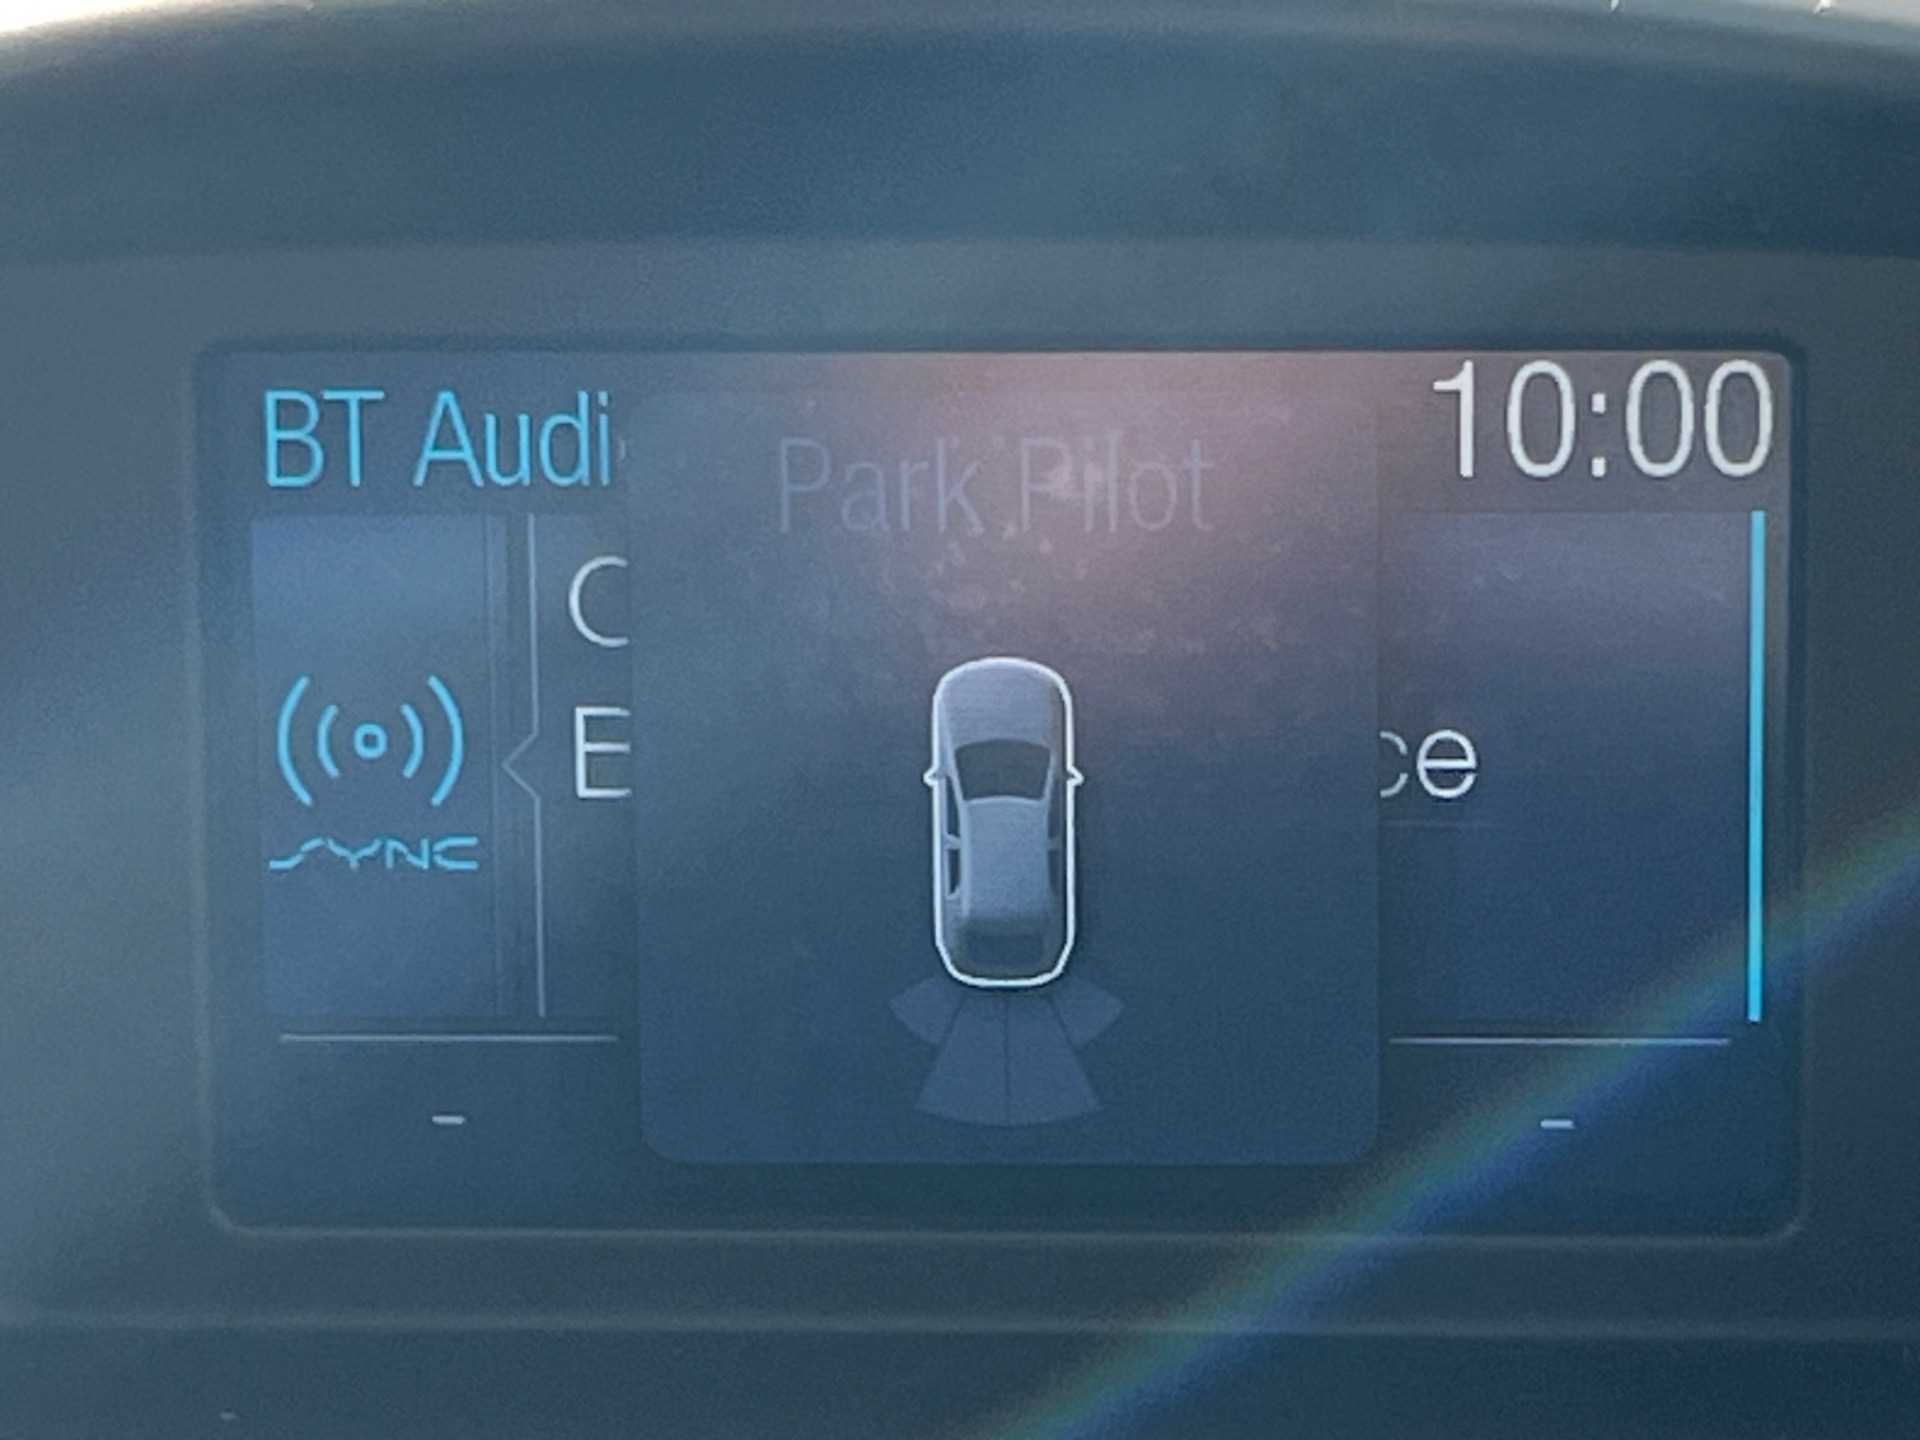 BT Audi
10:00
Park Pilot
C
E
ce
SYNC
-
-